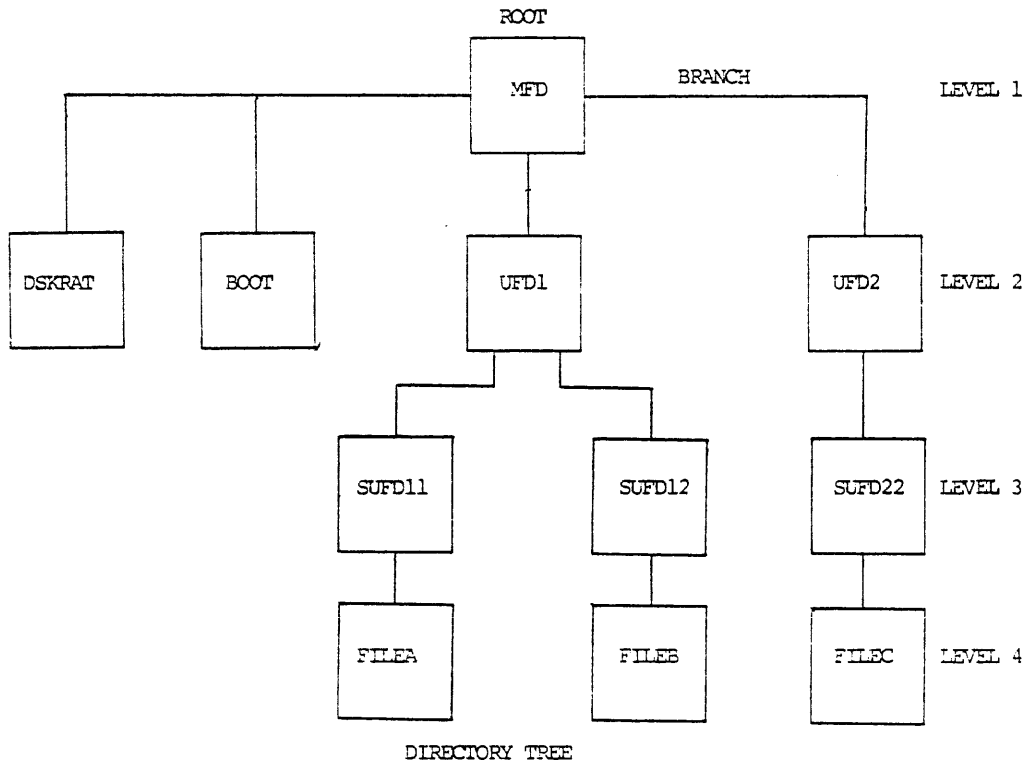 ROOT
MFD
BRANCH
LEVEL 1
DSKRAT
BOOT
UFD1
UFD2
LEVEL 2
SUFD11
SUFD12
SUFD22
LEVEL 3
FILEA
FILEB
FILEC
LEVEL 4
DIRECTORY TREE